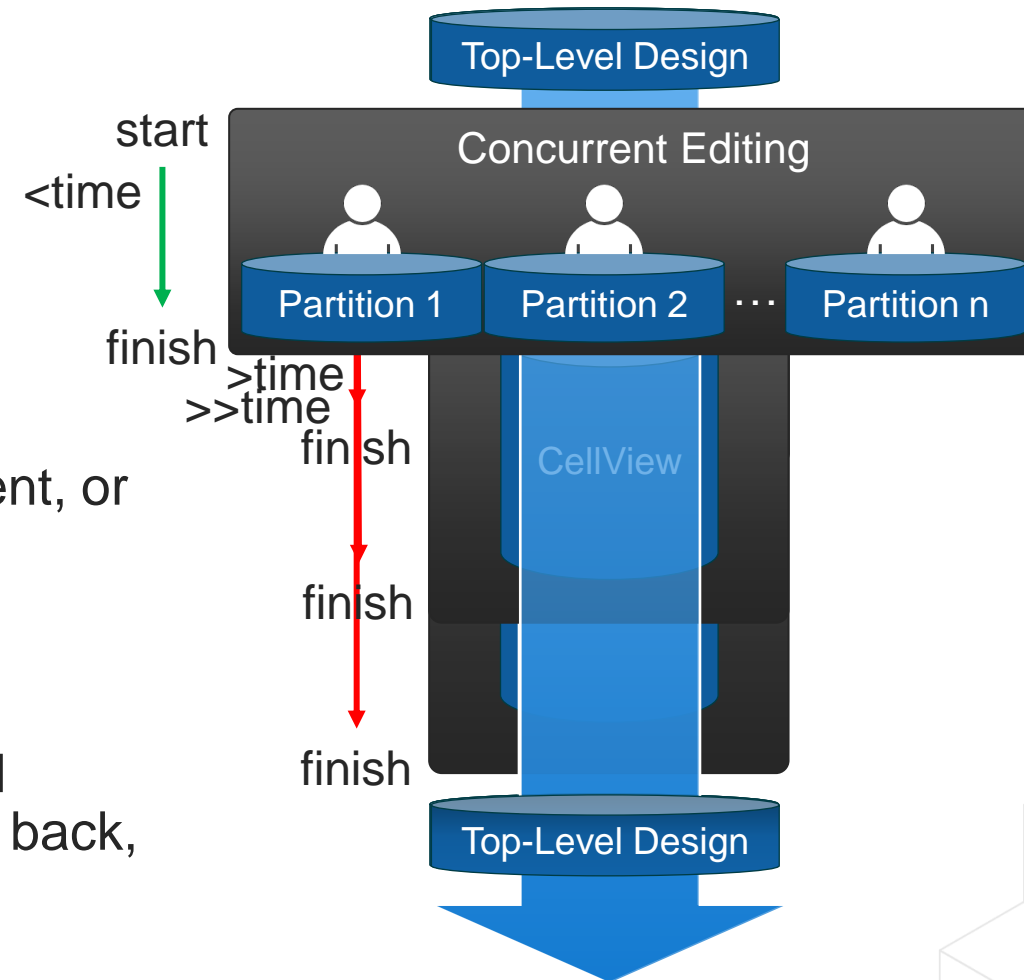 Top-Level Design
start
Concurrent Editing
<time
Partition 1
Partition 2
...
Partition n
finish
>time
>>time
finish
CellView
ent, or
finish
finish
back,
Top-Level Design